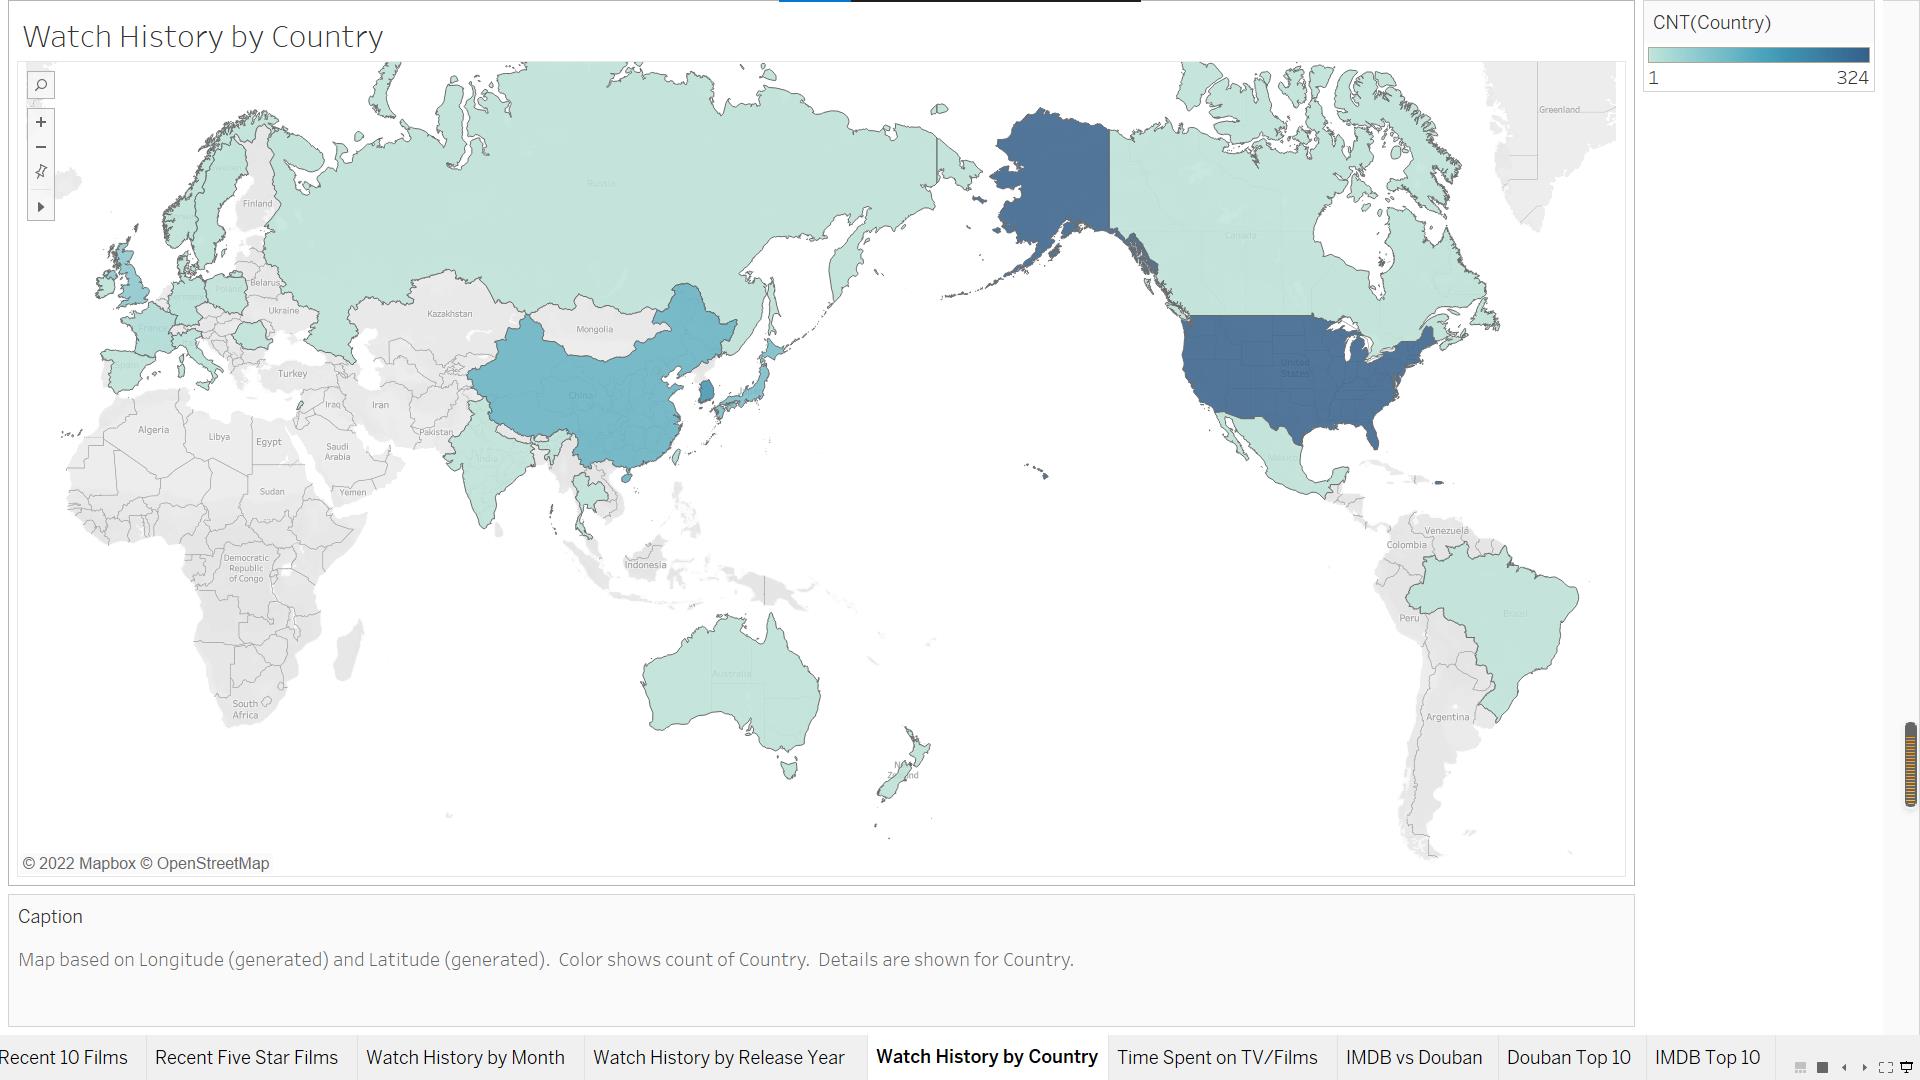 Watch History by Country
CNT(Country)
1
324
Greenland
Russia
Finland
Canada
Poland
Belarus
Ukraine
France
Kazakhstan
Mongolia
United
States
Turkey
China
Iraq
Iran
Algeria
Libya
Egypt
Pakistan
Saudi
Arabia
India
Mexico
Sudan
Yemen
Venezuela
Colombia
Democratic
Republic
of Congo
Indonesia
Brazil
Peru
Australia
South
Africa
Argentina
© 2022 Mapbox © OpenStreetMap
Caption
Map based on Longitude (generated) and Latitude (generated). Color shows count of Country. Details are shown for Country.
Recent 10 Films
Recent Five Star Films
Watch History by Month
Watch History by Release Year
Watch History by Country
Time Spent on TV/Films
IMDB vs Douban
Douban Top 10
IMDB Top 10